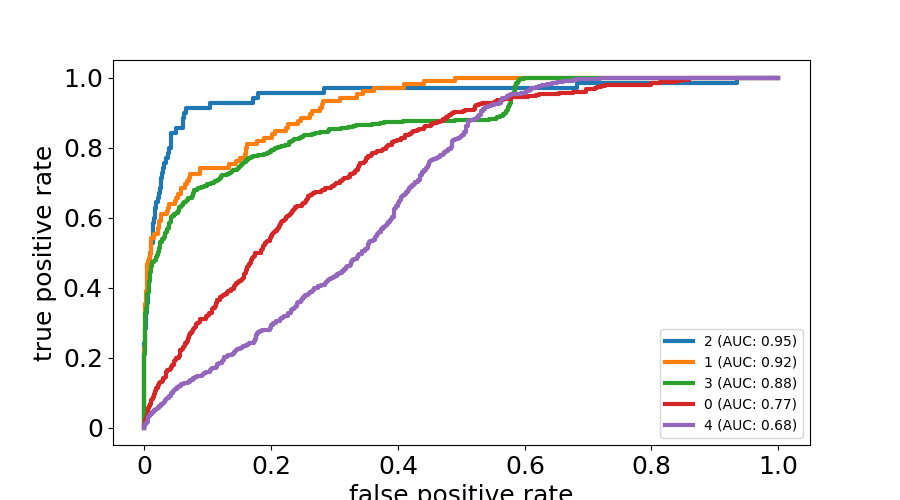 true positive rate
1.0
0.8
0.6
0.4
0.2
0
0 0.2 0.4 0.6 0.8 1.0
false positive rate
2 (AUC: 0.95)
1 (AUC: 0.92)
3 (AUC: 0.88)
0 (AUC: 0.77)
4 (AUC: 0.68)